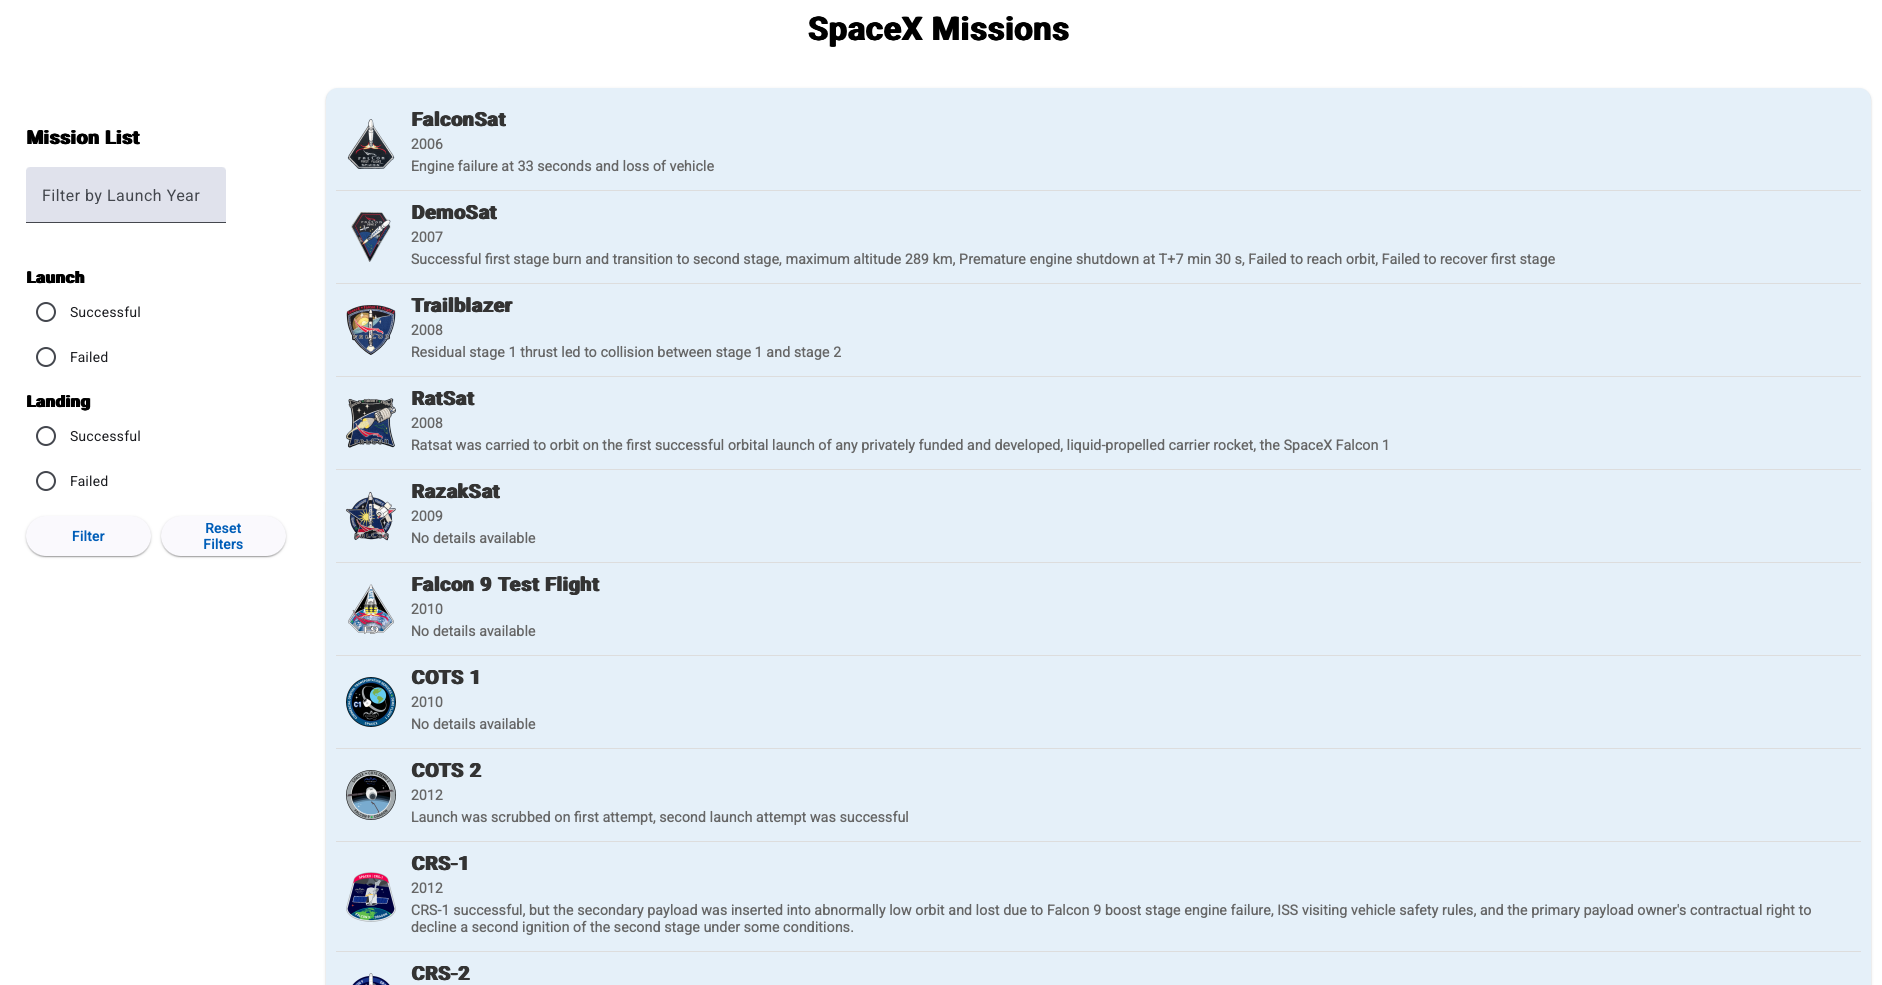 SpaceX Missions
Mission List
Filter by Launch Year
Launch
Successful
Failed
Landing
Successful
Failed
Filter
Reset
Filters
FalconSat
2006
Engine failure at 33 seconds and loss of vehicle
DemoSat
2007
Successful first stage burn and transition to second stage, maximum altitude 289 km, Premature engine shutdown at T+7 min 30 s, Failed to reach orbit, Failed to recover first stage
Trailblazer
2008
Residual stage 1 thrust led to collision between stage 1 and stage 2
RatSat
2008
Ratsat was carried to orbit on the first successful orbital launch of any privately funded and developed, liquid-propelled carrier rocket, the SpaceX Falcon 1
RazakSat
2009
No details available
Falcon 9 Test Flight
2010
No details available
COTS 1
2010
No details available
COTS 2
2012
Launch was scrubbed on first attempt, second launch attempt was successful
CRS-1
2012
CRS-1 successful, but the secondary payload was inserted into abnormally low orbit and lost due to Falcon 9 boost stage engine failure, ISS visiting vehicle safety rules, and the primary payload owner's contractual right to
decline a second ignition of the second stage under some conditions.
CRS-2